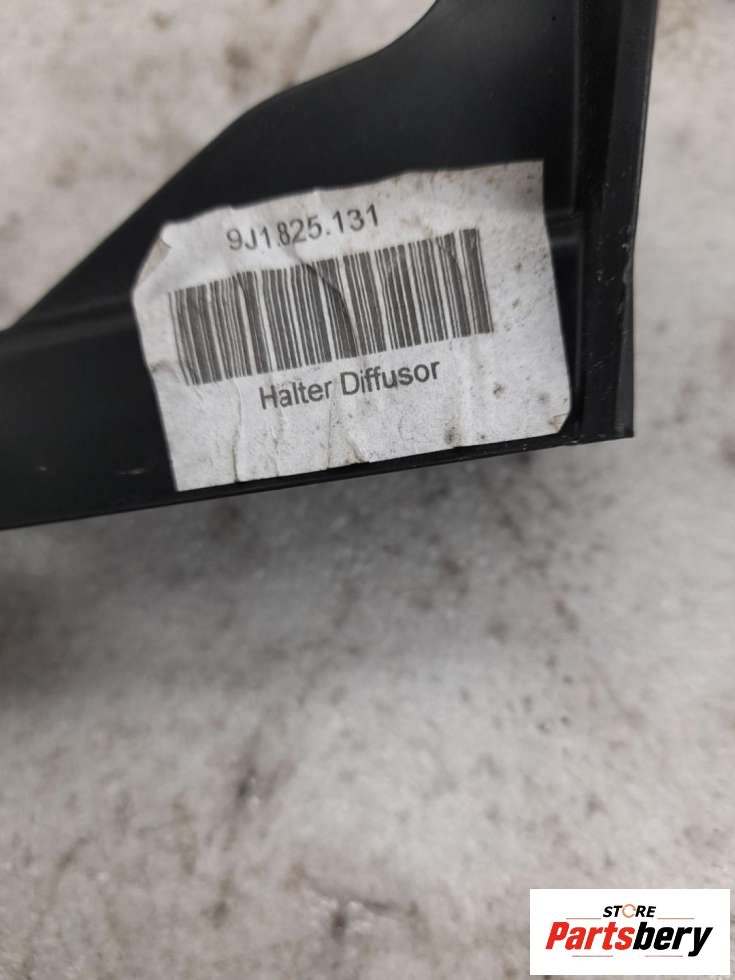 9J1825.131
Halter Diffusor
STORE
Partsbery